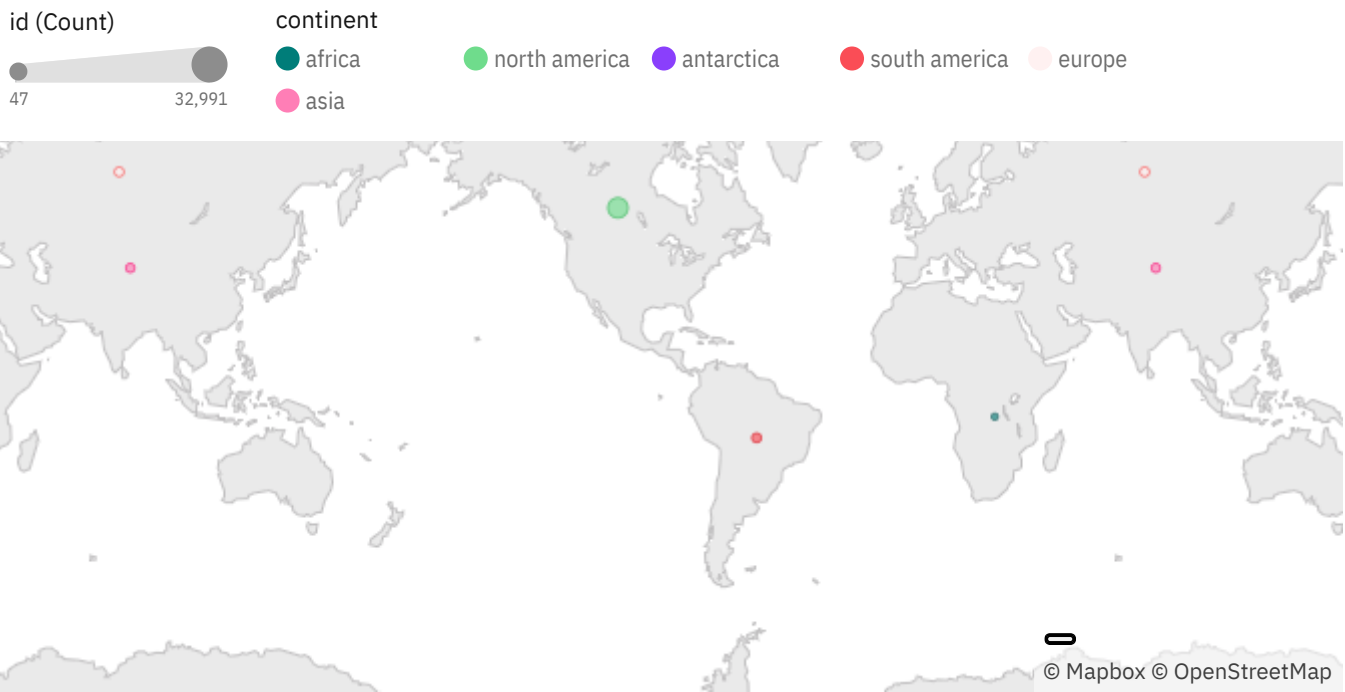 id (Count)
47 32,991
continent
africa north america antarctica south america europe
asia
© Mapbox © OpenStreetMap